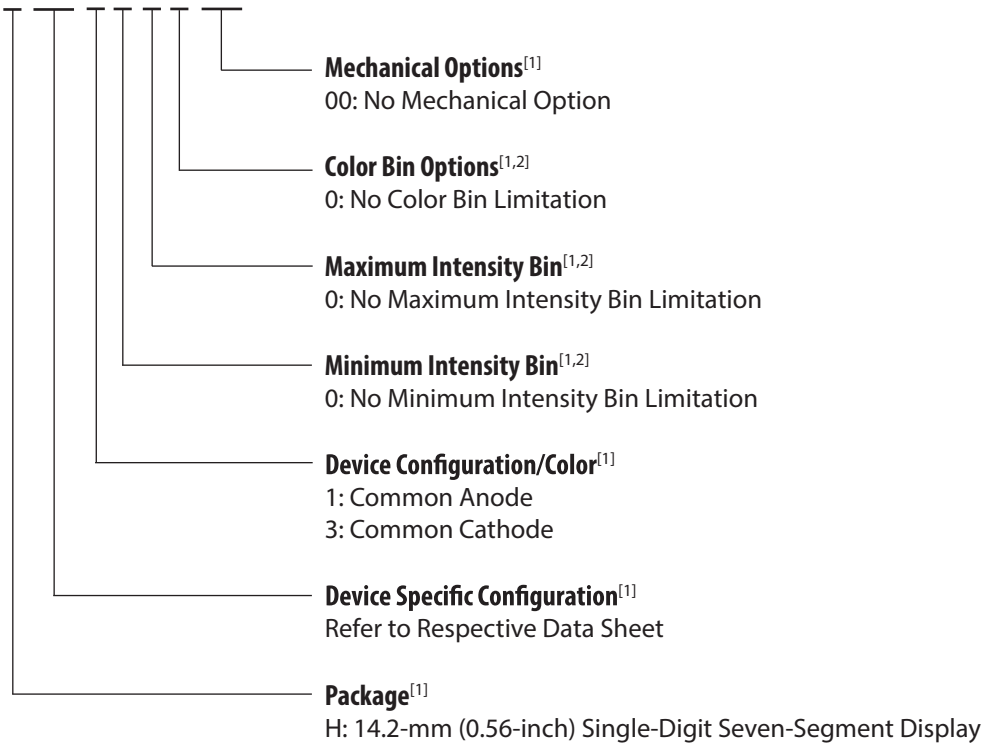 Mechanical Options[1]
00: No Mechanical Option
Color Bin Options[1,2]
0: No Color Bin Limitation
Maximum Intensity Bin[1,2]
0: No Maximum Intensity Bin Limitation
Minimum Intensity Bin[1,2]
0: No Minimum Intensity Bin Limitation
Device Configuration/Color[1]
1: Common Anode
3: Common Cathode
Device Specific Configuration[1]
Refer to Respective Data Sheet
Package[1]
H: 14.2-mm (0.56-inch) Single-Digit Seven-Segment Display